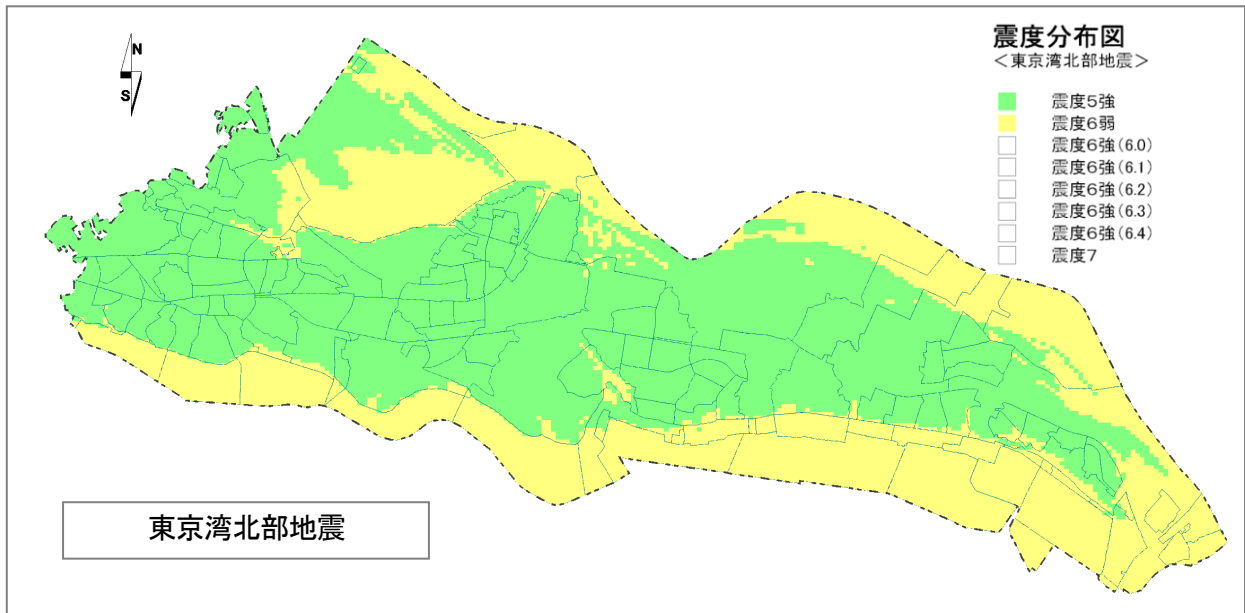 N
S
震度分布図
<東京湾北部地震>
震度5強
震度6弱
震度6強(6.0)
震度6強(6.1)
震度6強(6.2)
震度6強(6.3)
震度6強(6.4)
震度7
東京湾北部地震